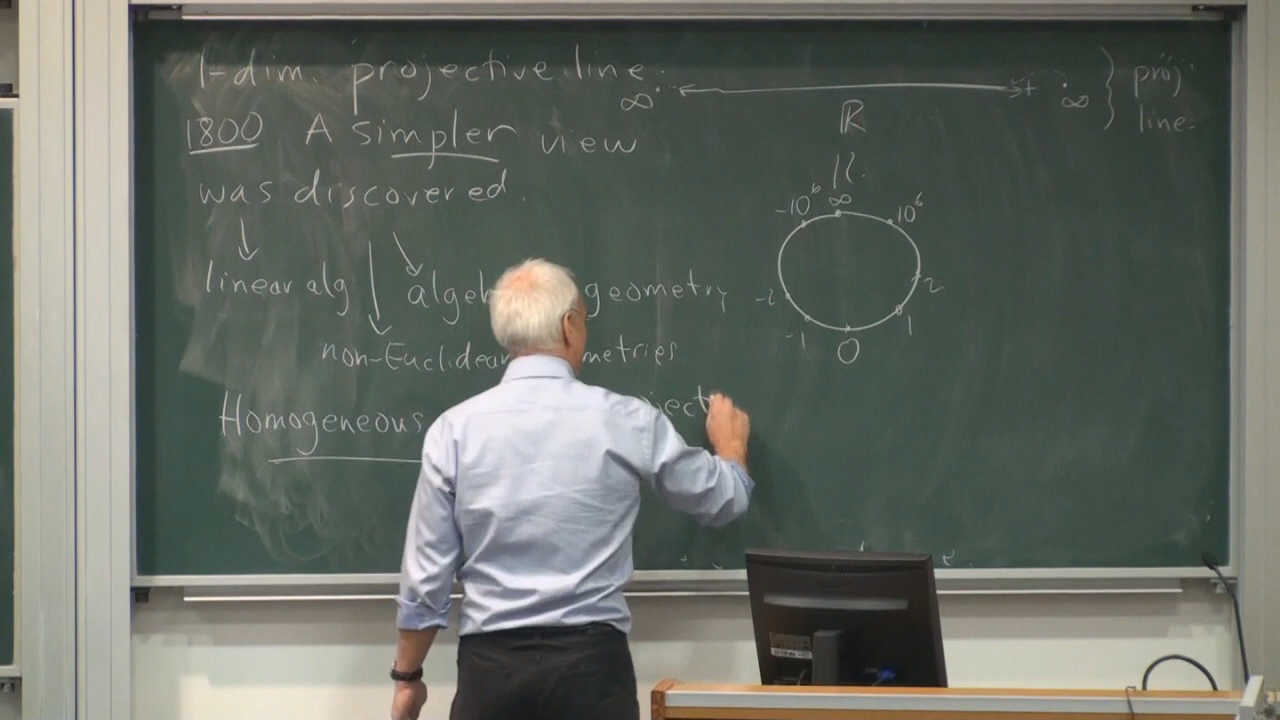 1-dim. projective line
∞ R ∞ proj. line
1800 A simpler view
was discovered.
linear alg geometry
non-Euclidean
Homogeneous
-10⁶ ∞ 10⁶
-2 2
-1 1
0